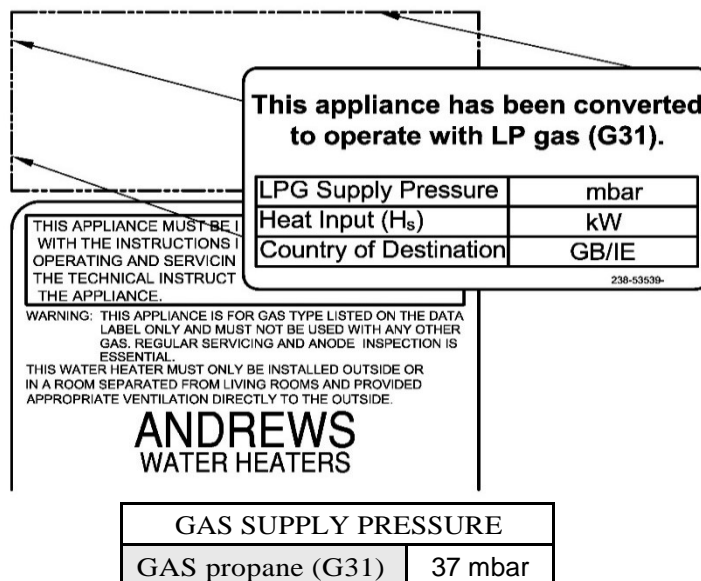 This appliance has been converted
to operate with LP gas (G31).
LPG Supply Pressure mbar
Heat Input (Hs) kW
Country of Destination GB/IE
238-53539-
THIS APPLIANCE MUST BE I
WITH THE INSTRUCTIONS I
OPERATING AND SERVICIN
THE TECHNICAL INSTRUCT
THE APPLIANCE.
WARNING: THIS APPLIANCE IS FOR GAS TYPE LISTED ON THE DATA
LABEL ONLY AND MUST NOT BE USED WITH ANY OTHER
GAS. REGULAR SERVICING AND ANODE INSPECTION IS
ESSENTIAL.
THIS WATER HEATER MUST ONLY BE INSTALLED OUTSIDE OR
IN A ROOM SEPARATED FROM LIVING ROOMS AND PROVIDED
APPROPRIATE VENTILATION DIRECTLY TO THE OUTSIDE.
ANDREWS
WATER HEATERS
GAS SUPPLY PRESSURE
GAS propane (G31) 37 mbar